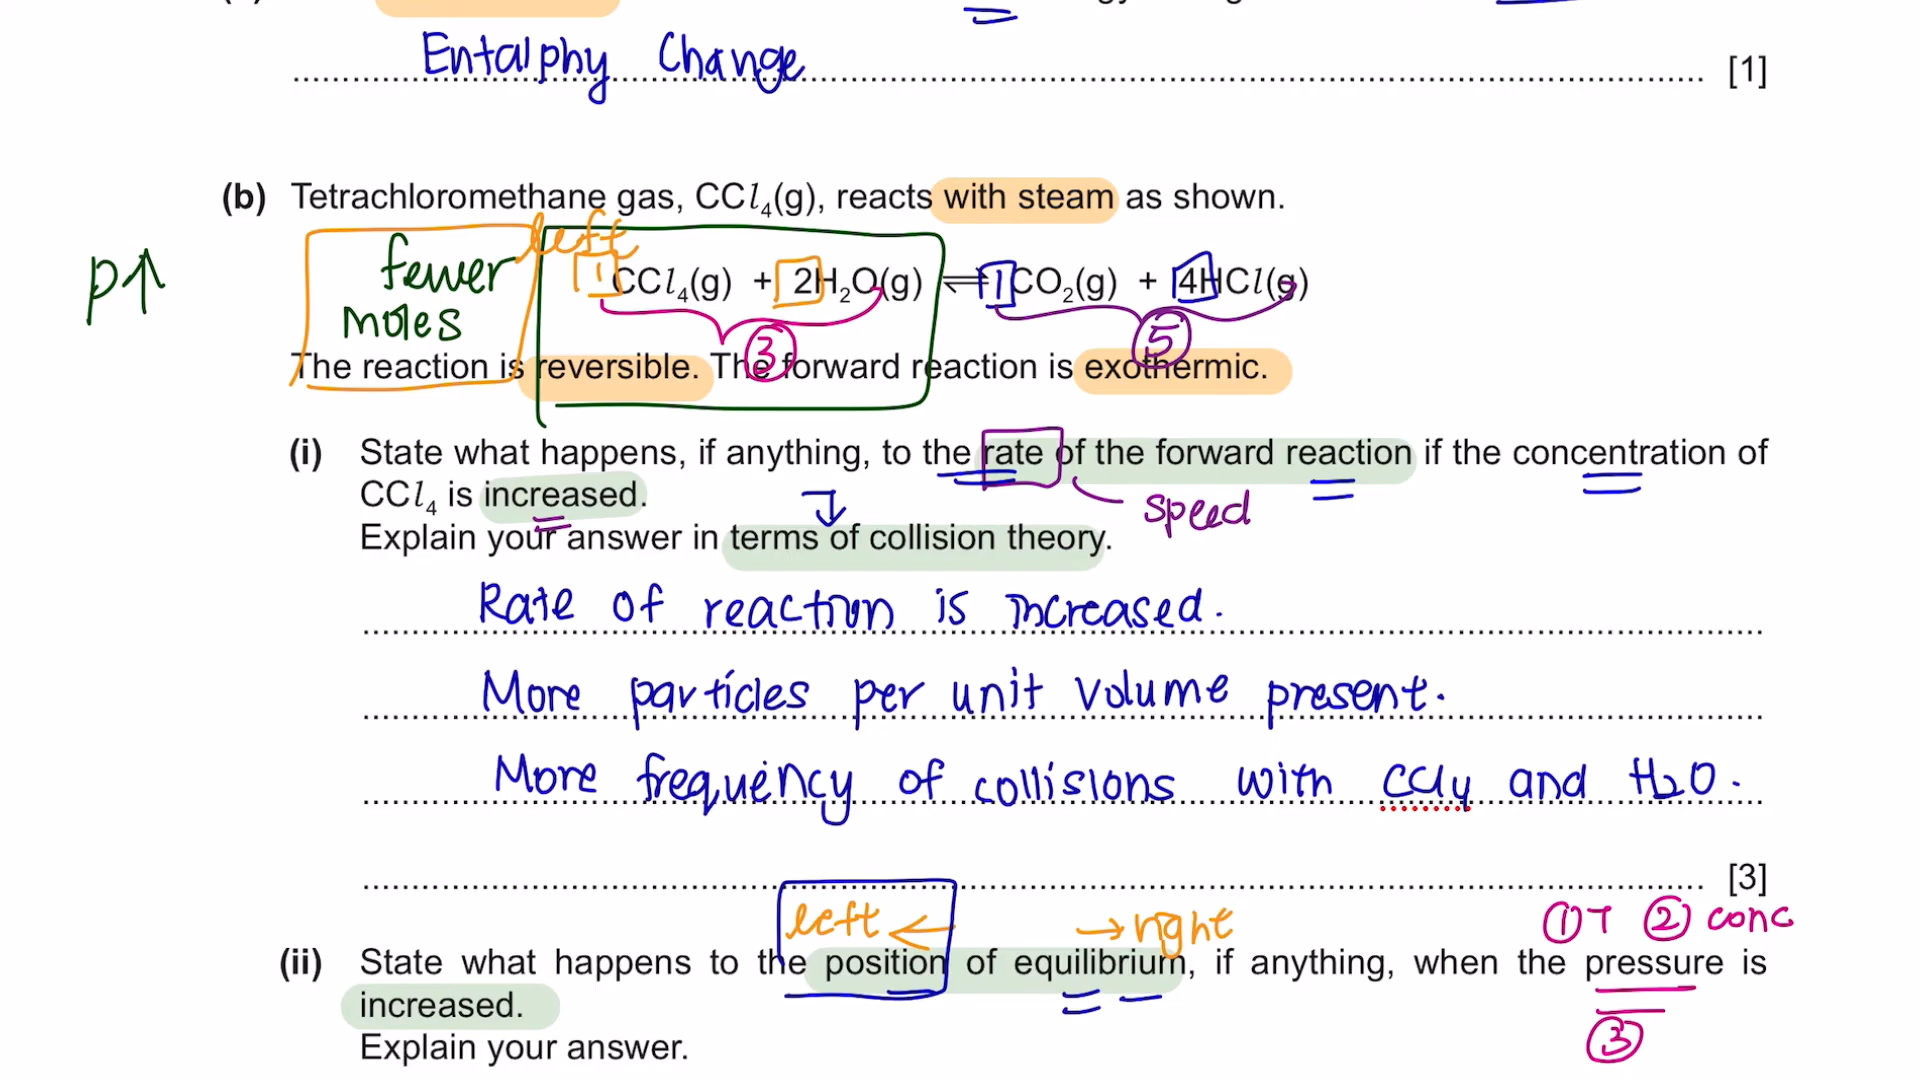 Entalphy Change
[1]
(b) Tetrachloromethane gas, CCl₄(g), reacts with steam as shown.
left
P↑ fewer moles
1 CCl₄(g) + 2H₂O(g) ⇌ 1 CO₂(g) + 4HCl(g)
3 5
The reaction is reversible. The forward reaction is exothermic.
(i) State what happens, if anything, to the rate of the forward reaction if the concentration of
CCl₄ is increased.
speed
Explain your answer in terms of collision theory.
Rate of reaction is increased.
More particles per unit volume present.
More frequency of collisions with CCl4 and H2O.
[3]
left ← → right ① T ② conc
(ii) State what happens to the position of equilibrium, if anything, when the pressure is
increased.
③
Explain your answer.